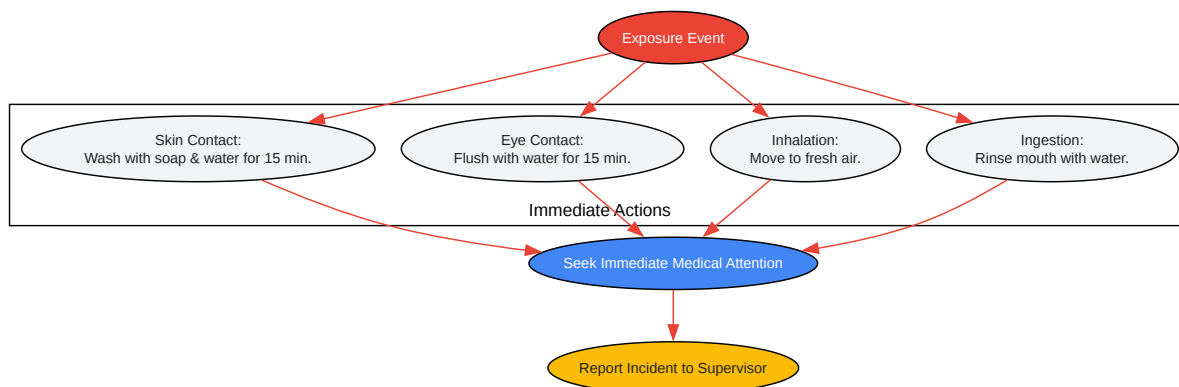 Exposure Event
Skin Contact:
Wash with soap & water for 15 min.
Eye Contact:
Flush with water for 15 min.
Inhalation:
Move to fresh air.
Ingestion:
Rinse mouth with water.
Immediate Actions
Seek Immediate Medical Attention
Report Incident to Supervisor